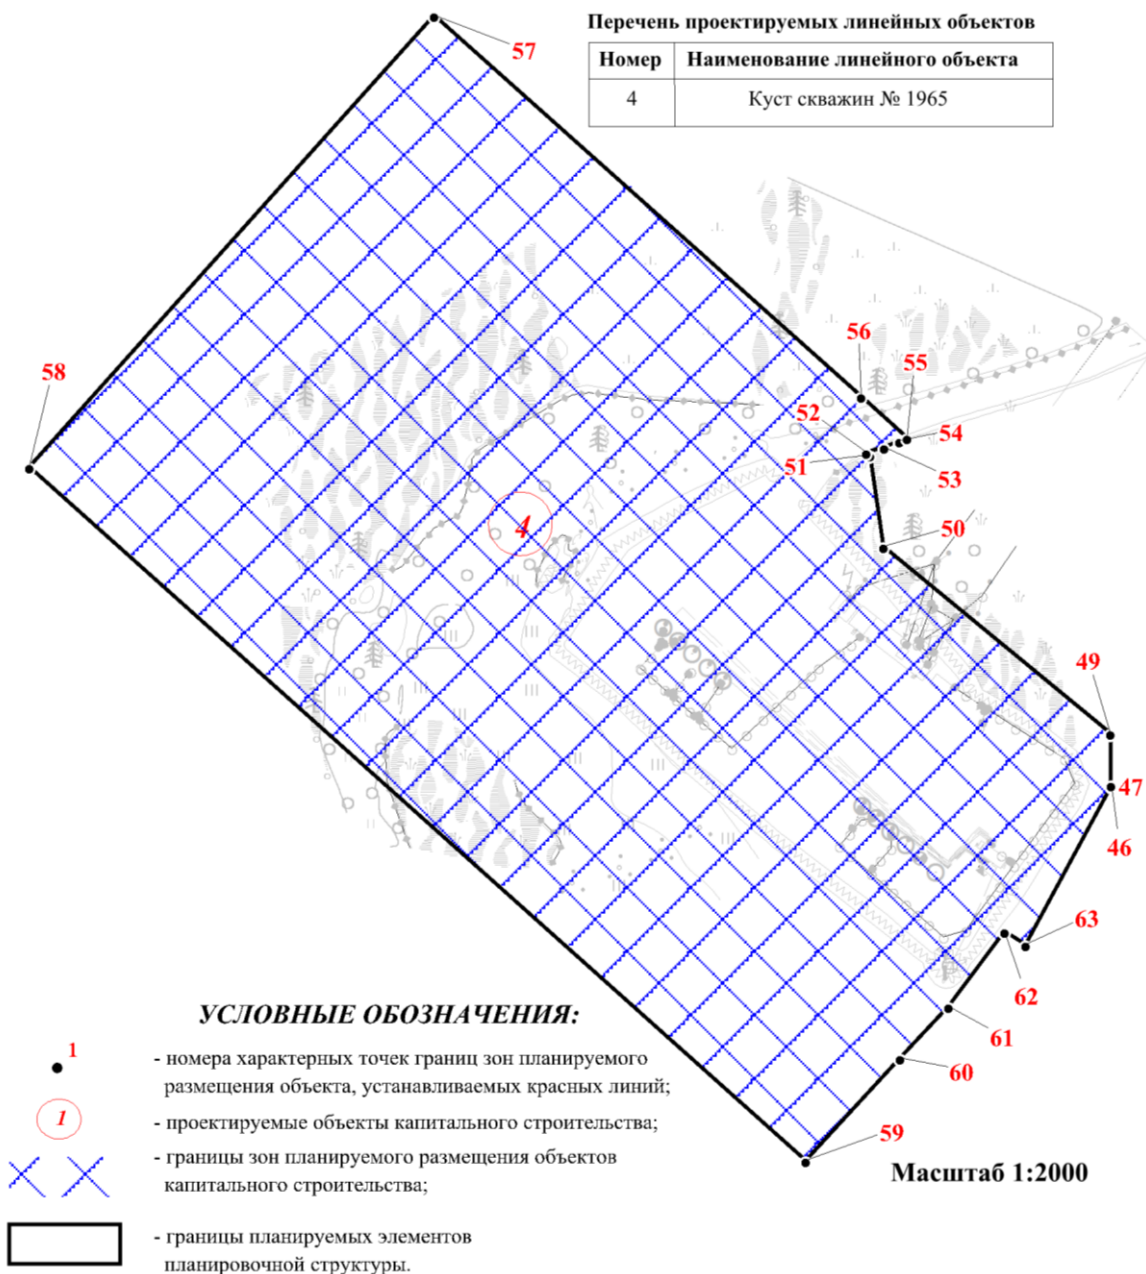 Перечень проектируемых линейных объектов
Номер Наименование линейного объекта
4 Куст скважин № 1965
57
58
56
55
52
54
51
53
4
50
49
47
46
63
62
61
60
59
УСЛОВНЫЕ ОБОЗНАЧЕНИЯ:
1
- номера характерных точек границ зон планируемого
размещения объекта, устанавливаемых красных линий;
1
- проектируемые объекты капитального строительства;
- границы зон планируемого размещения объектов
капитального строительства;
Масштаб 1:2000
- границы планируемых элементов
планировочной структуры.